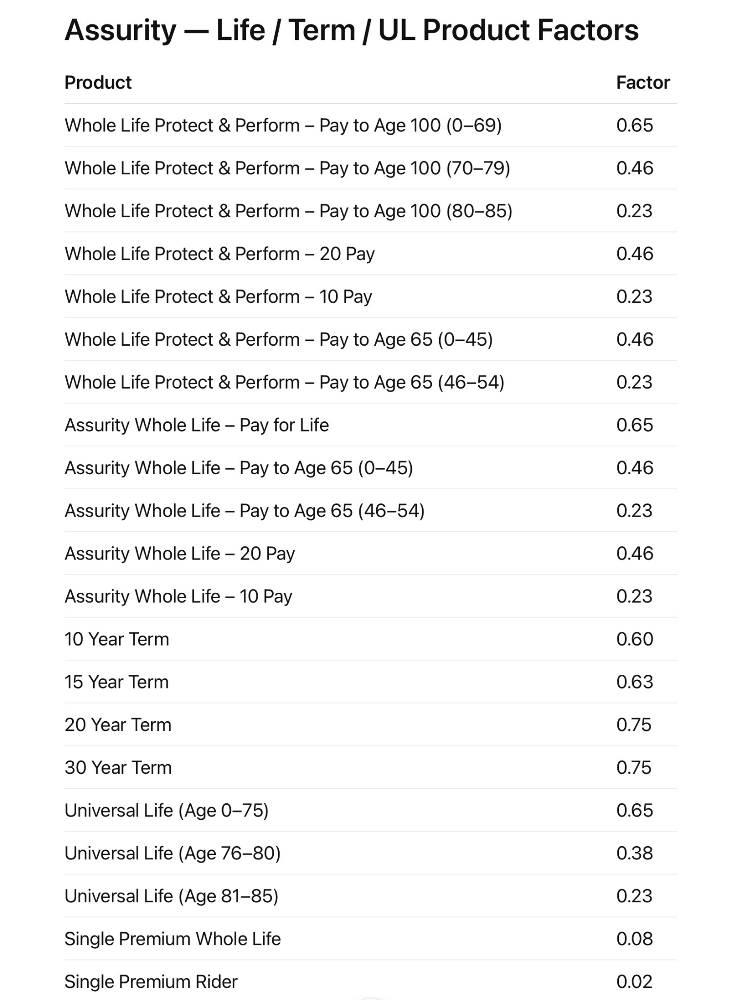 Assurity — Life / Term / UL Product Factors
Product Factor
Whole Life Protect & Perform – Pay to Age 100 (0–69) 0.65
Whole Life Protect & Perform – Pay to Age 100 (70–79) 0.46
Whole Life Protect & Perform – Pay to Age 100 (80–85) 0.23
Whole Life Protect & Perform – 20 Pay 0.46
Whole Life Protect & Perform – 10 Pay 0.23
Whole Life Protect & Perform – Pay to Age 65 (0–45) 0.46
Whole Life Protect & Perform – Pay to Age 65 (46–54) 0.23
Assurity Whole Life – Pay for Life 0.65
Assurity Whole Life – Pay to Age 65 (0–45) 0.46
Assurity Whole Life – Pay to Age 65 (46–54) 0.23
Assurity Whole Life – 20 Pay 0.46
Assurity Whole Life – 10 Pay 0.23
10 Year Term 0.60
15 Year Term 0.63
20 Year Term 0.75
30 Year Term 0.75
Universal Life (Age 0–75) 0.65
Universal Life (Age 76–80) 0.38
Universal Life (Age 81–85) 0.23
Single Premium Whole Life 0.08
Single Premium Rider 0.02